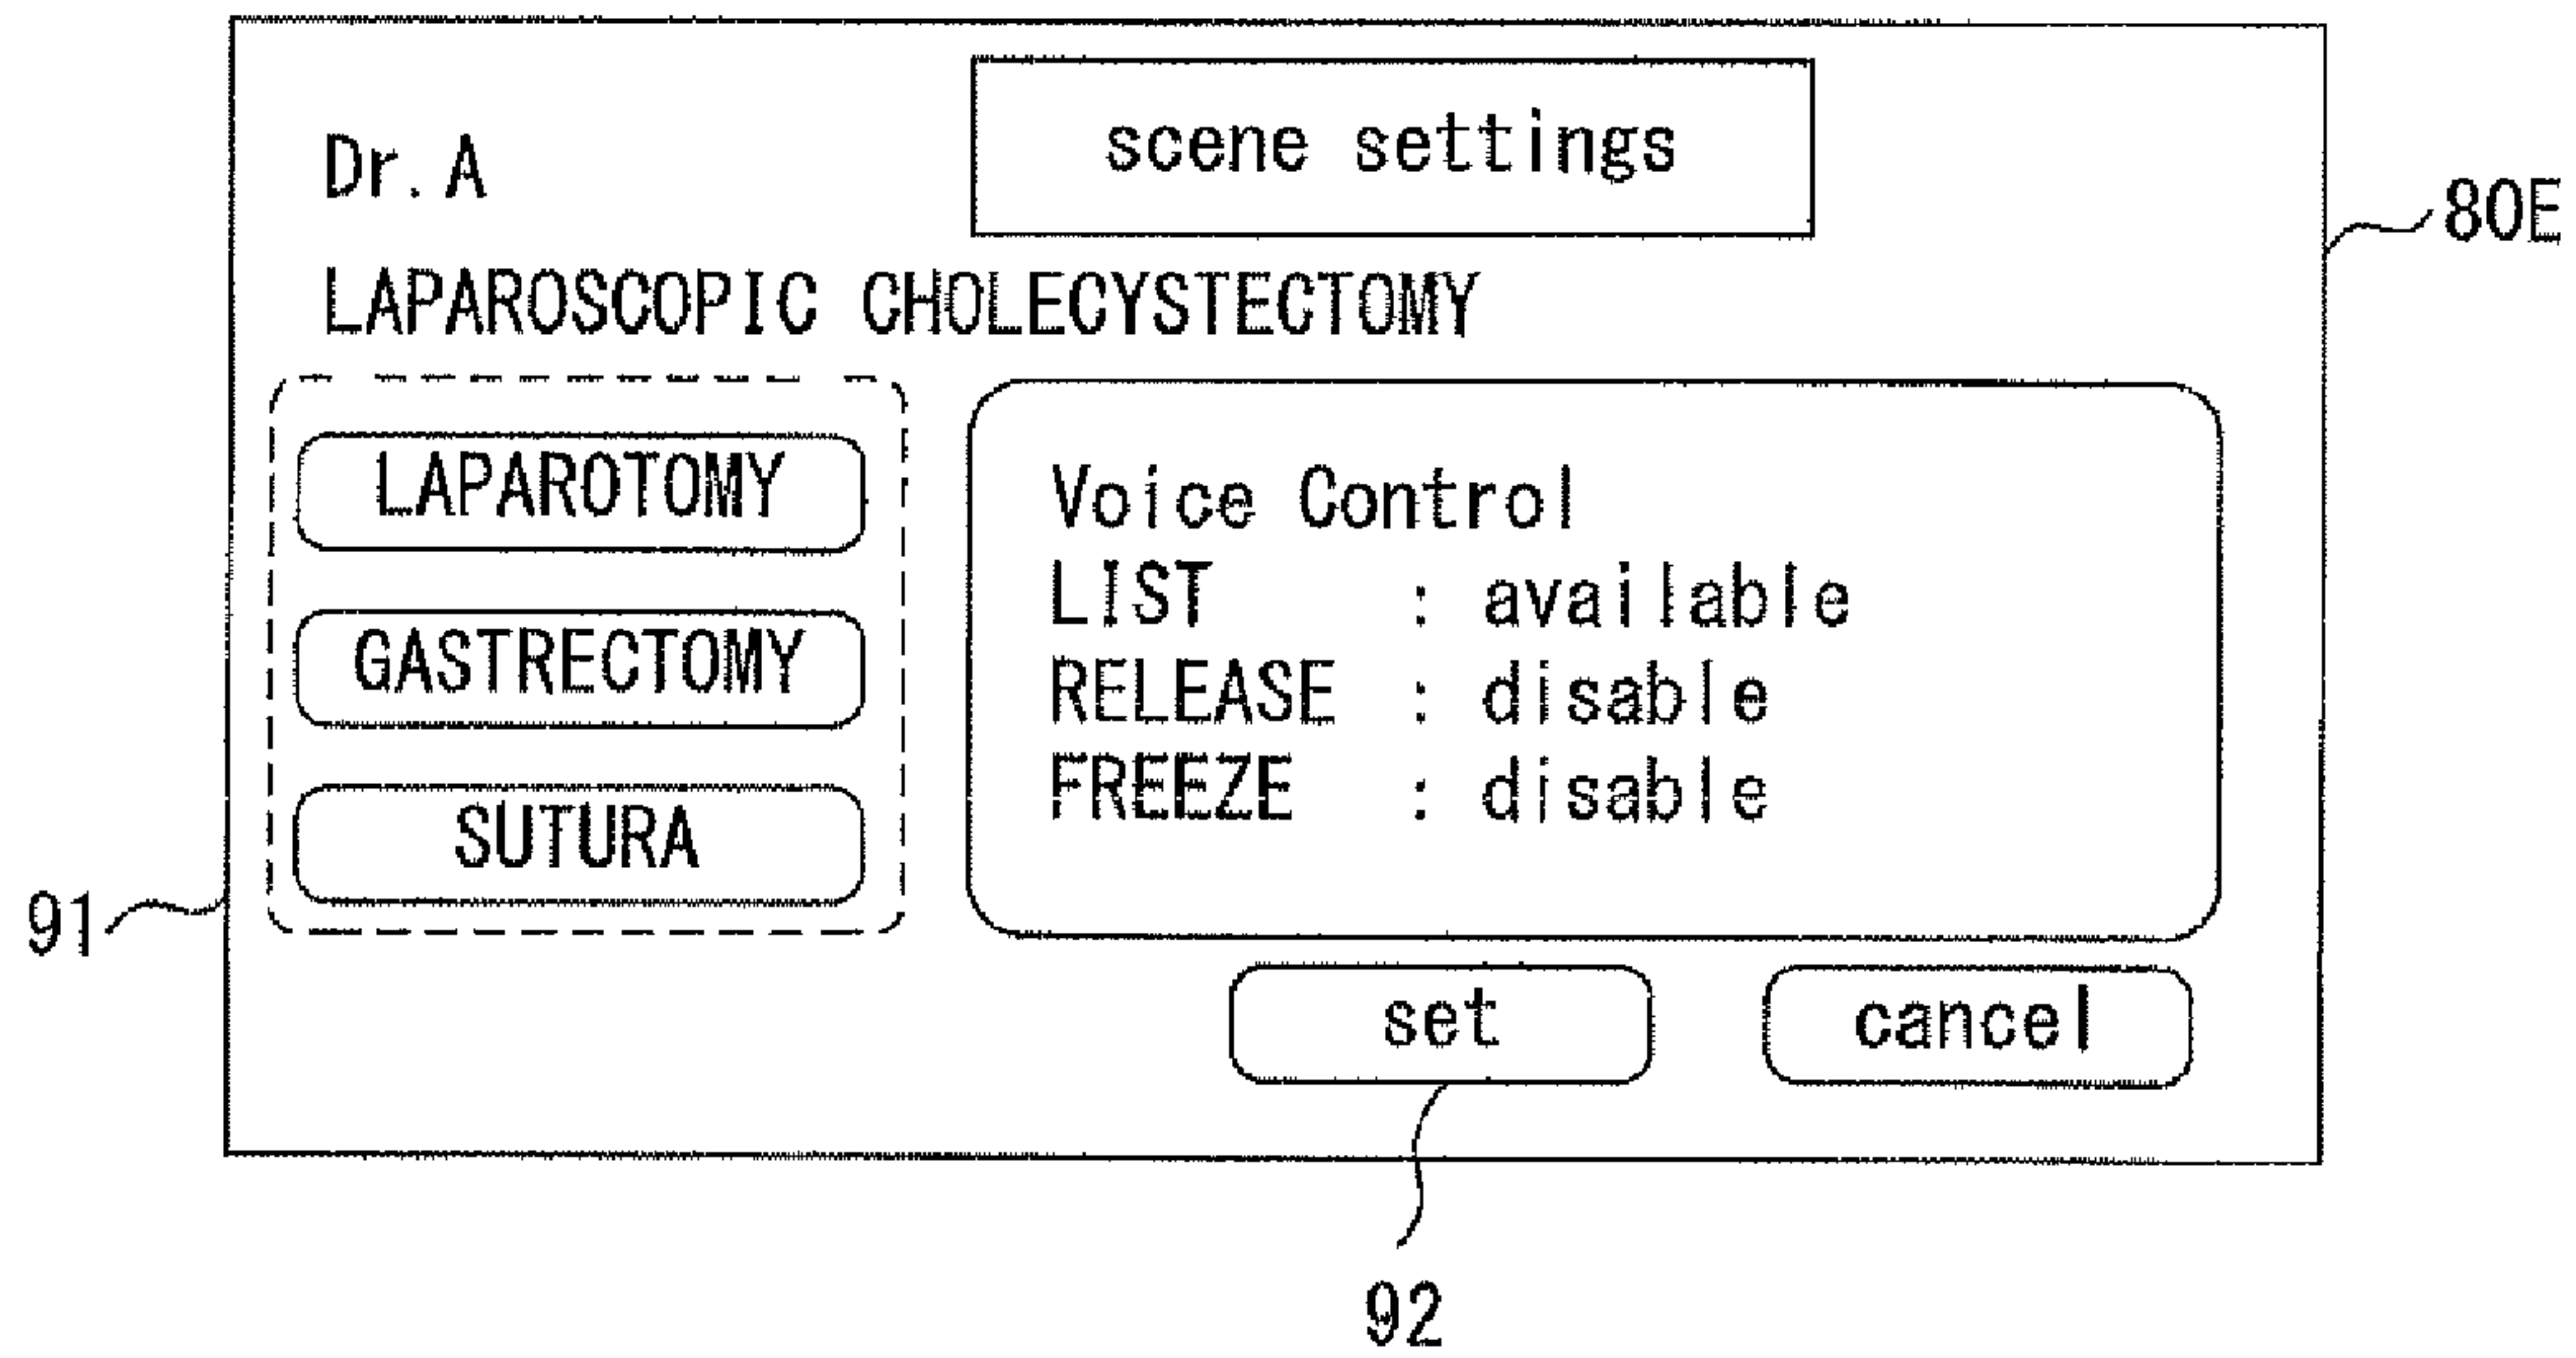 scene settings
Dr. A
80E
LAPAROSCOPIC CHOLECYSTECTOMY
LAPAROTOMY
GASTRECTOMY
SUTURA
91
Voice Control
LIST : available
RELEASE : disable
FREEZE : disable
set
cancel
92